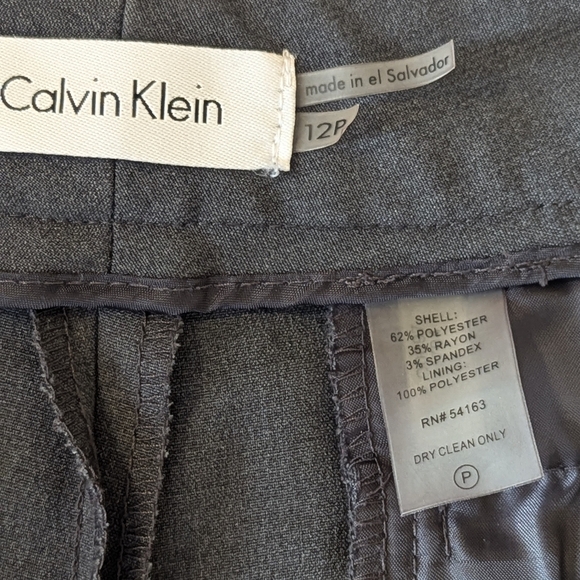 Calvin Klein
made in el Salvador
12P
SHELL:
62% POLYESTER
35% RAYON
3% SPANDEX
LINING:
100% POLYESTER
RN# 54163
DRY CLEAN ONLY
P